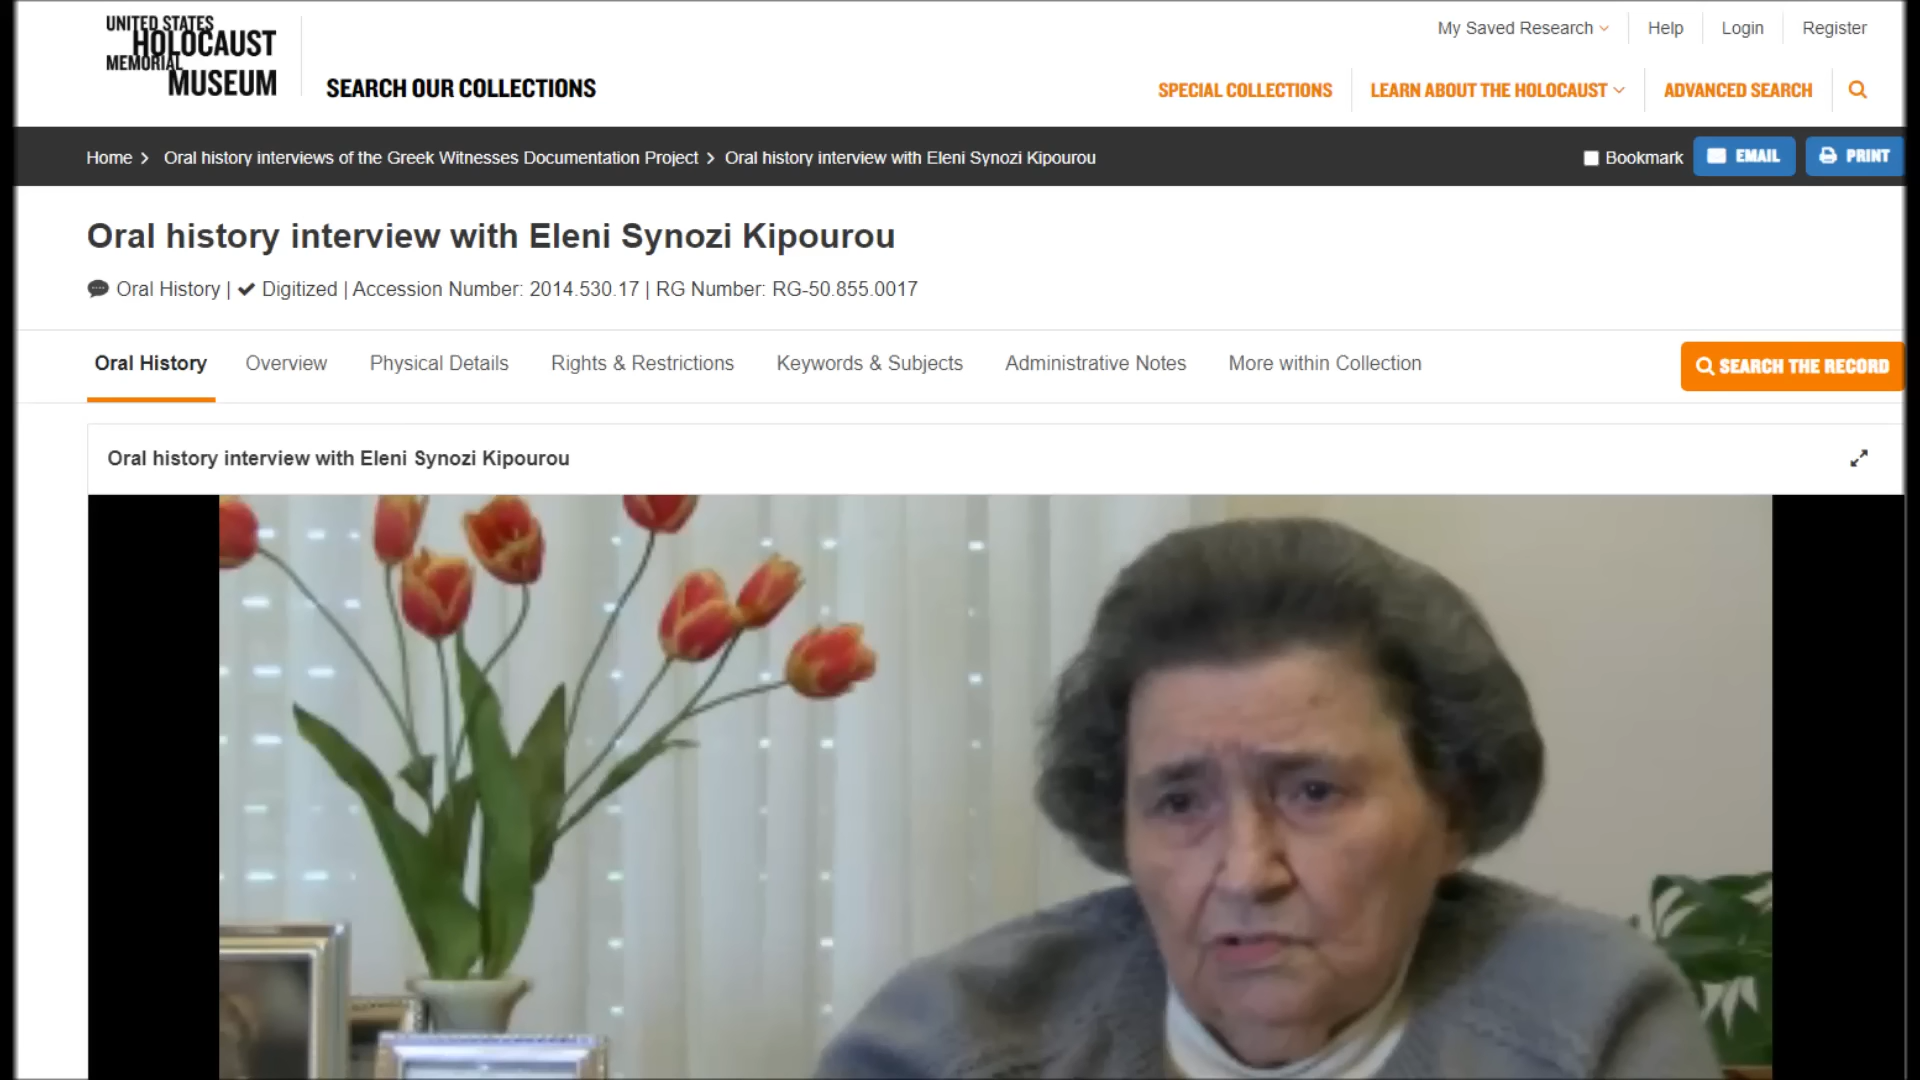 UNITED STATES
HOLOCAUST
MEMORIAL
MUSEUM
SEARCH OUR COLLECTIONS
My Saved Research
Help
Login
Register
SPECIAL COLLECTIONS
LEARN ABOUT THE HOLOCAUST
ADVANCED SEARCH
Home > Oral history interviews of the Greek Witnesses Documentation Project > Oral history interview with Eleni Synozi Kipourou
Bookmark
EMAIL
PRINT
Oral history interview with Eleni Synozi Kipourou
Oral History | Digitized | Accession Number: 2014.530.17 | RG Number: RG-50.855.0017
Oral History
Overview
Physical Details
Rights & Restrictions
Keywords & Subjects
Administrative Notes
More within Collection
SEARCH THE RECORD
Oral history interview with Eleni Synozi Kipourou